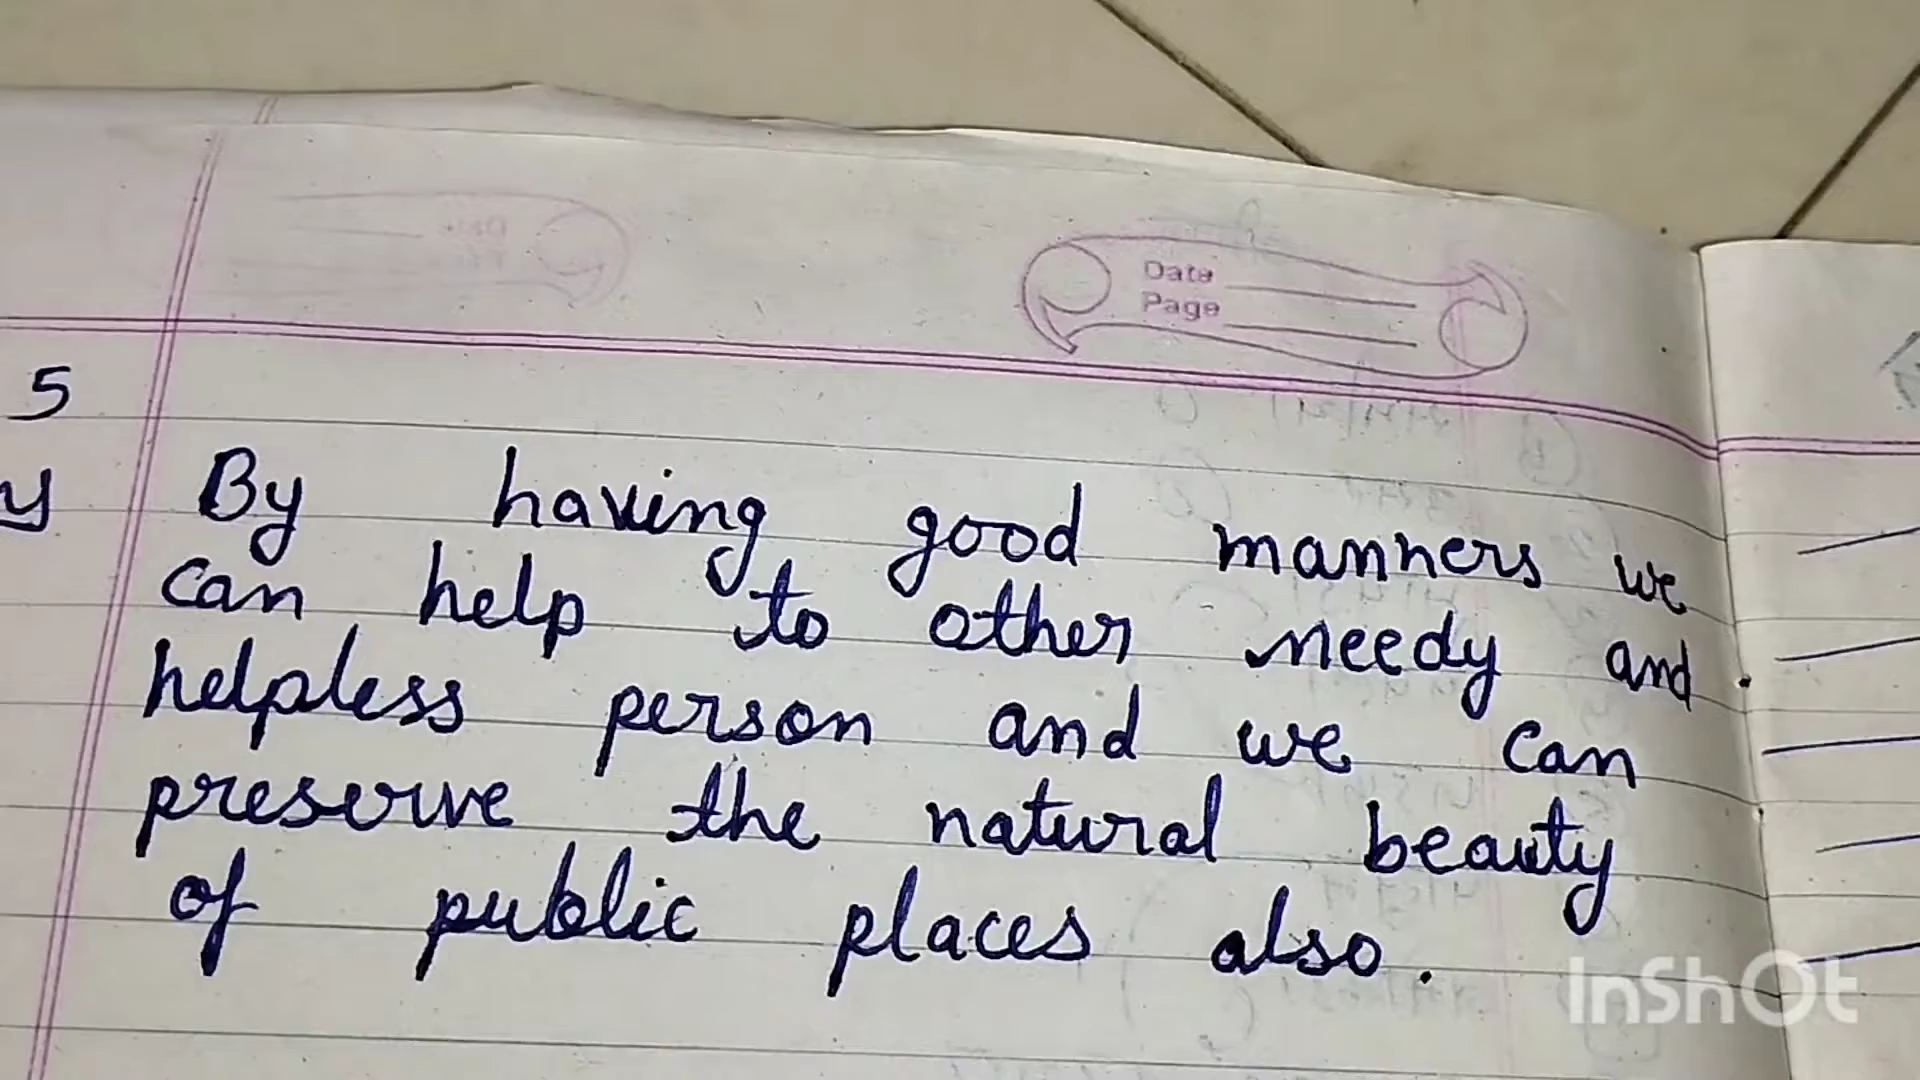 Date
Page
5
y By having good manners we
can help to other needy and
helpless person and we can
preserve the natural beauty
of public places also.
InShOt